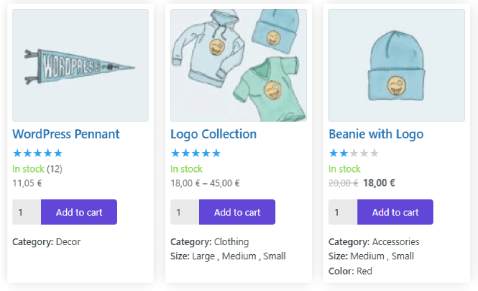 WORDPRESS
WordPress Pennant
In stock (12)
11,05 €
1 Add to cart
Category: Decor
Logo Collection
In stock
18,00 € – 45,00 €
1 Add to cart
Category: Clothing
Size: Large , Medium , Small
Beanie with Logo
In stock
20,00 € 18,00 €
1 Add to cart
Category: Accessories
Size: Medium , Small
Color: Red